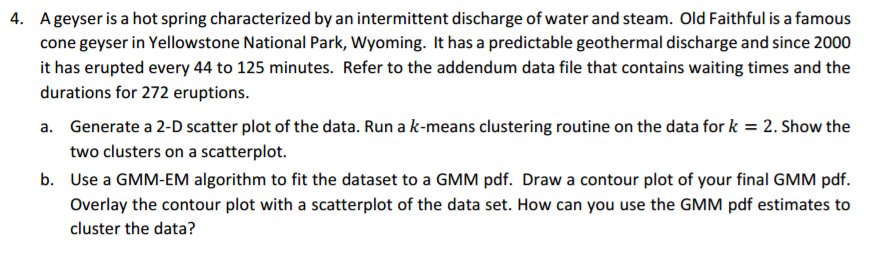 4. A geyser is a hot spring characterized by an intermittent discharge of water and steam. Old Faithful is a famous
cone geyser in Yellowstone National Park, Wyoming. It has a predictable geothermal discharge and since 2000
it has erupted every 44 to 125 minutes. Refer to the addendum data file that contains waiting times and the
durations for 272 eruptions.
a. Generate a 2-D scatter plot of the data. Run a k-means clustering routine on the data for k = 2. Show the
two clusters on a scatterplot.
b. Use a GMM-EM algorithm to fit the dataset to a GMM pdf. Draw a contour plot of your final GMM pdf.
Overlay the contour plot with a scatterplot of the data set. How can you use the GMM pdf estimates to
cluster the data?